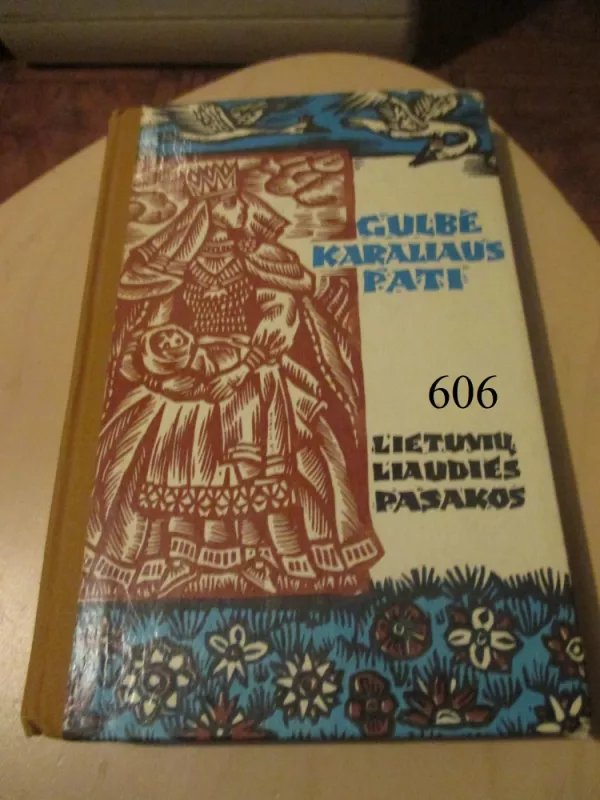 GULBĖ
KARALIAUS
PATI
606
LIETUVIŲ
LIAUDIES
PASAKOS